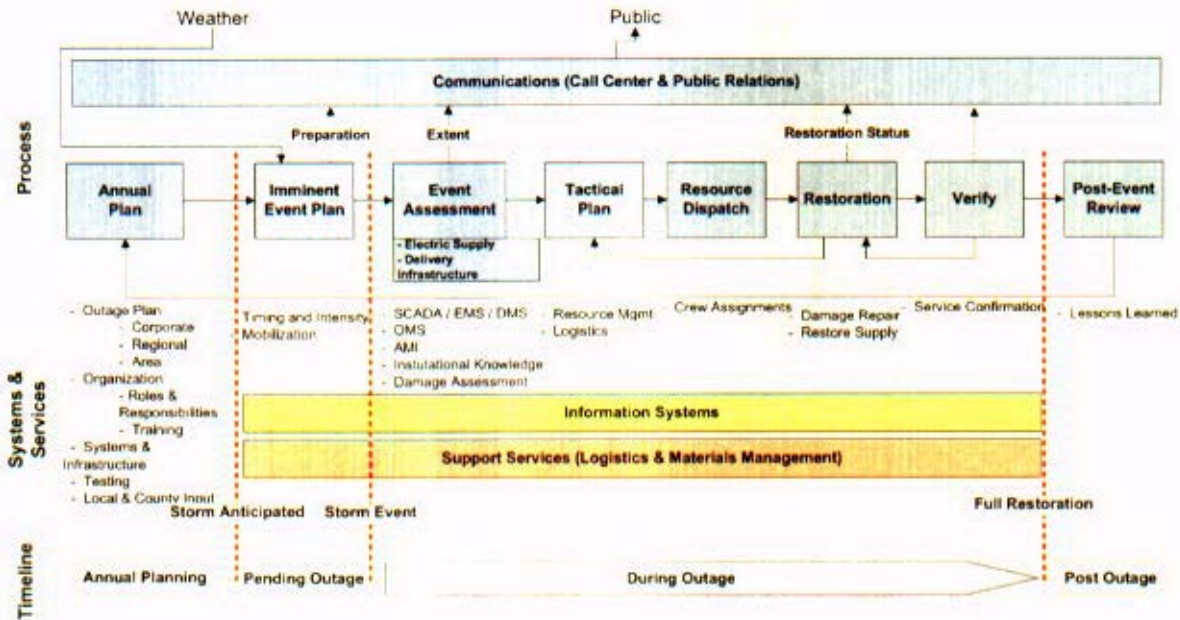 Weather
Public
Communications (Call Center & Public Relations)
Process
Preparation
Extent
Restoration Status
Annual
Plan
Imminent
Event Plan
Event
Assessment
Tactical
Plan
Resource
Dispatch
Restoration
Verify
Post-Event
Review
- Electric Supply
- Delivery
Infrastructure
Systems &
Services
- Outage Plan
- Corporate
- Regional
- Area
- Organization
- Roles &
Responsibilities
- Training
- Systems &
Infrastructure
- Testing
- Local & County Input
Timing and Intensity
Mobilization
- SCADA / EMS / DMS
- OMS
- AMI
- Instutational Knowledge
- Damage Assessment
- Resource Mgmt
- Logistics
- Crew Assignments
- Damage Repair
- Restore Supply
- Service Confirmation
- Lessons Learned
Information Systems
Support Services (Logistics & Materials Management)
Storm Anticipated
Storm Event
Full Restoration
Timeline
Annual Planning
Pending Outage
During Outage
Post Outage